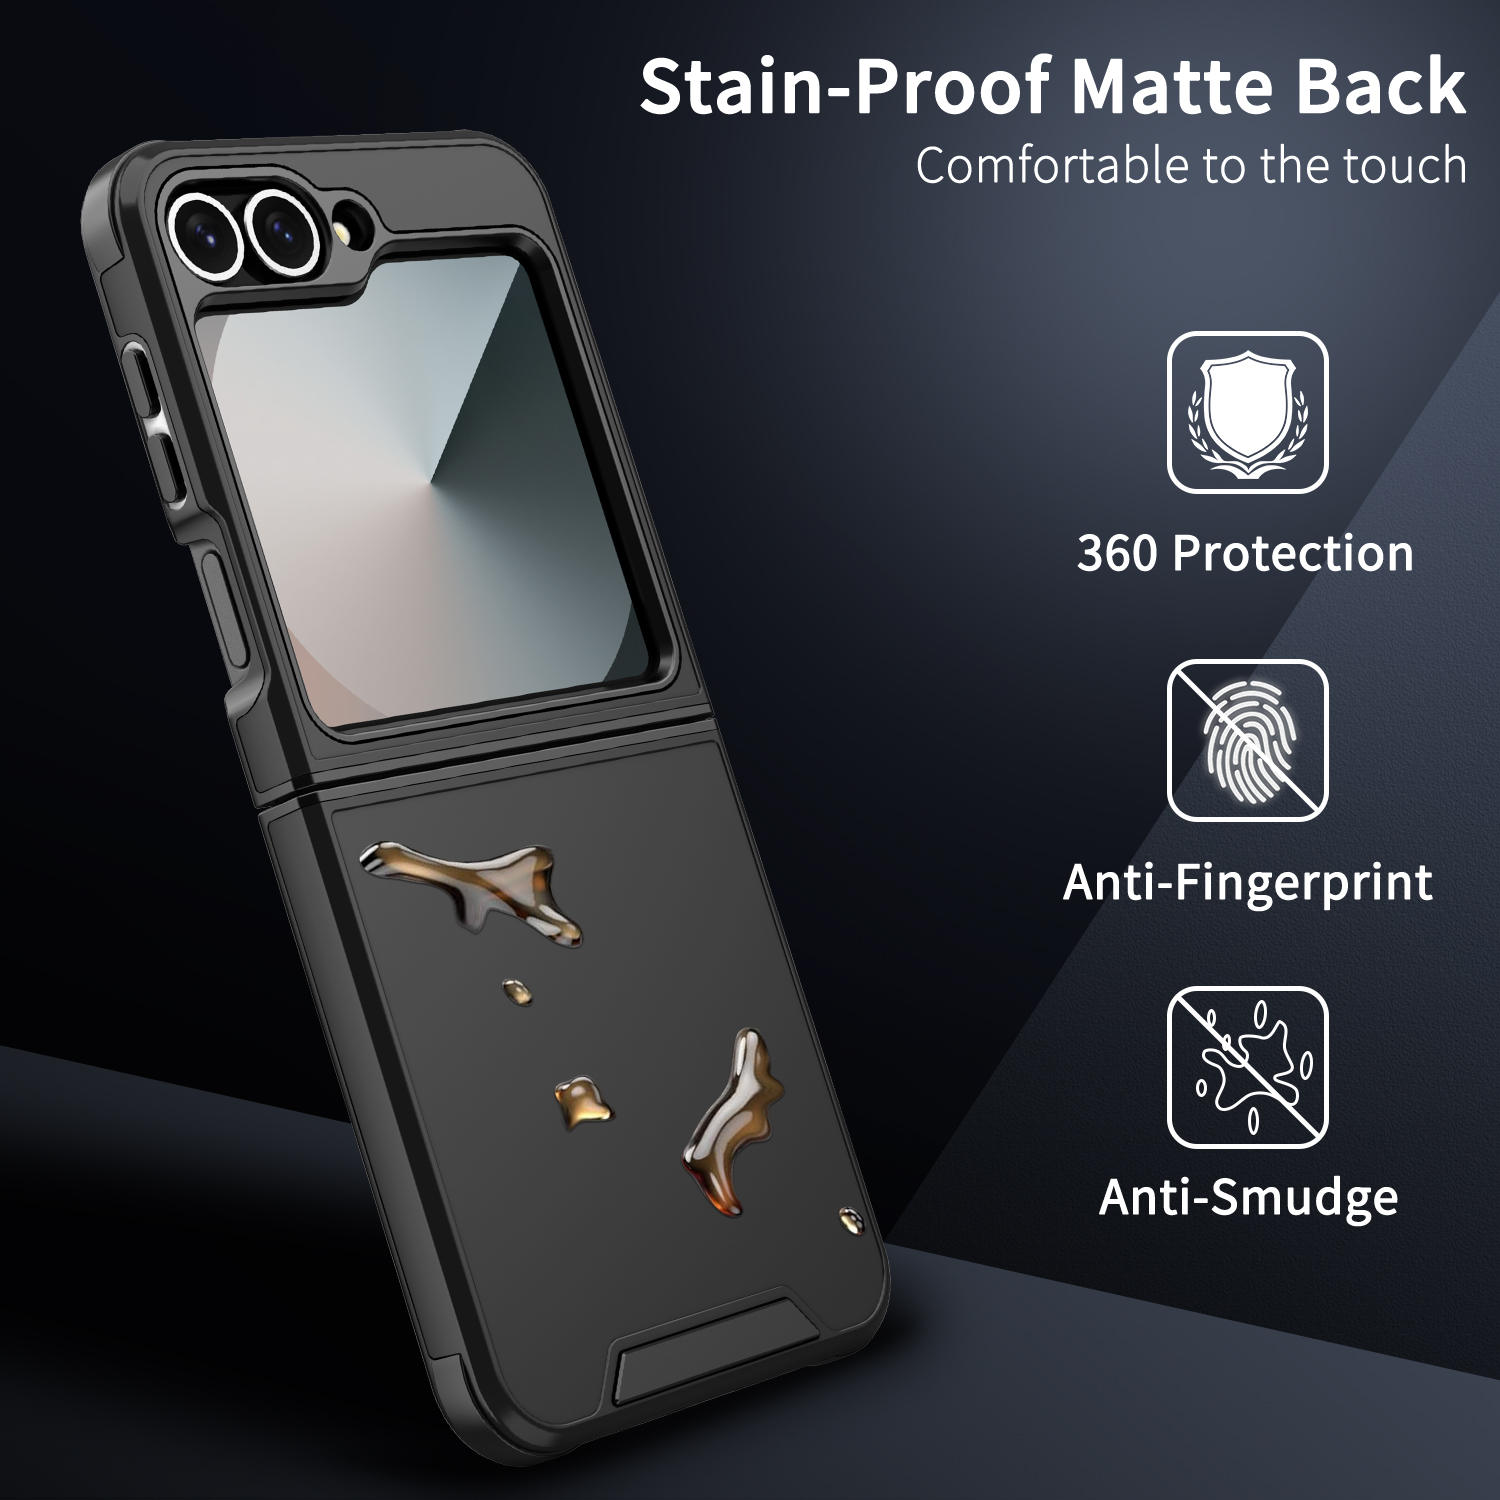 Stain-Proof Matte Back
Comfortable to the touch
360 Protection
Anti-Fingerprint
Anti-Smudge